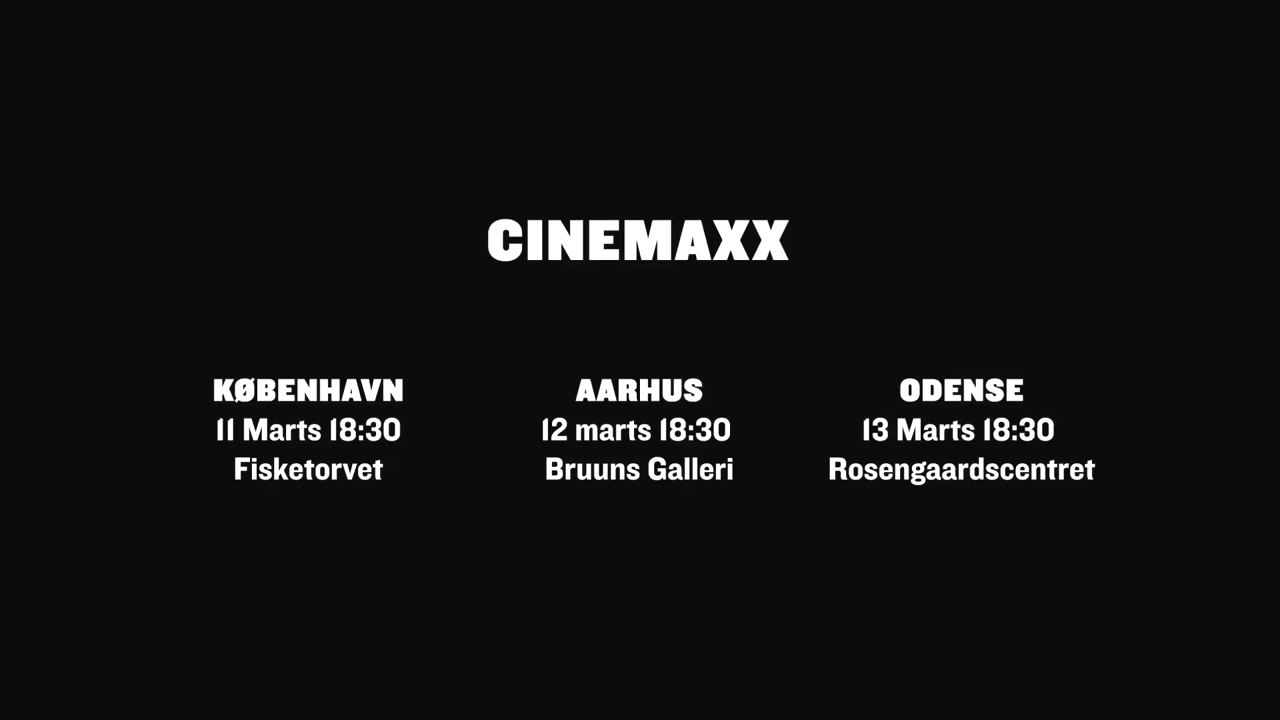 CINEMAXX
KØBENHAVN
11 Marts 18:30
Fisketorvet
AARHUS
12 marts 18:30
Bruuns Galleri
ODENSE
13 Marts 18:30
Rosengaardscentret